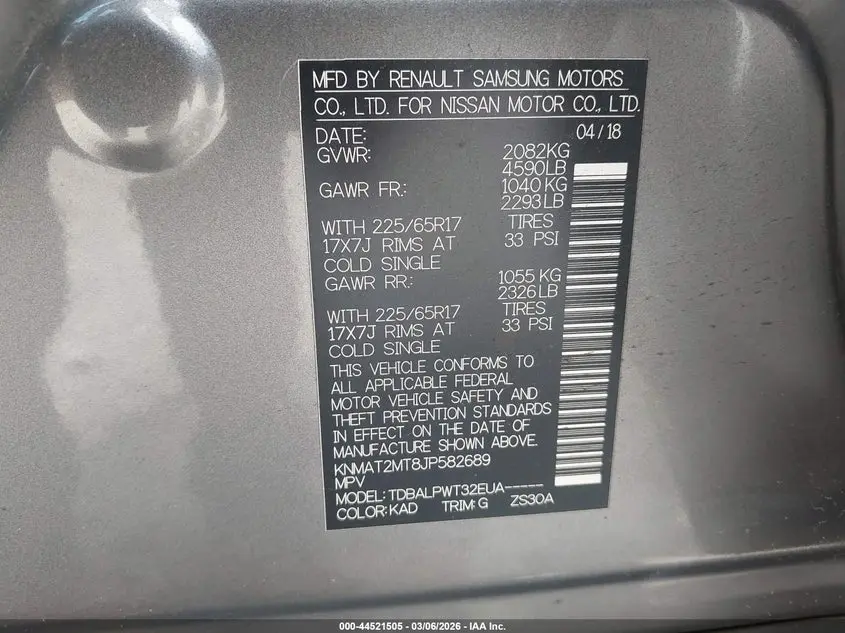 MFD BY RENAULT SAMSUNG MOTORS
CO., LTD. FOR NISSAN MOTOR CO., LTD.
DATE: 04/18
GVWR: 2082KG
4590LB
GAWR FR.: 1040KG
2293LB
WITH 225/65R17 TIRES
17X7J RIMS AT 33 PSI
COLD SINGLE
GAWR RR.: 1055KG
2326LB
WITH 225/65R17 TIRES
17X7J RIMS AT 33 PSI
COLD SINGLE
THIS VEHICLE CONFORMS TO
ALL APPLICABLE FEDERAL
MOTOR VEHICLE SAFETY AND
THEFT PREVENTION STANDARDS
IN EFFECT ON THE DATE OF
MANUFACTURE SHOWN ABOVE.
KNMAT2MT8JP582689
MPV
MODEL: TDBALPWT32EUA-----
COLOR: KAD TRIM: G ZS30A
000-44521505 - 03/06/2026 - IAA Inc.